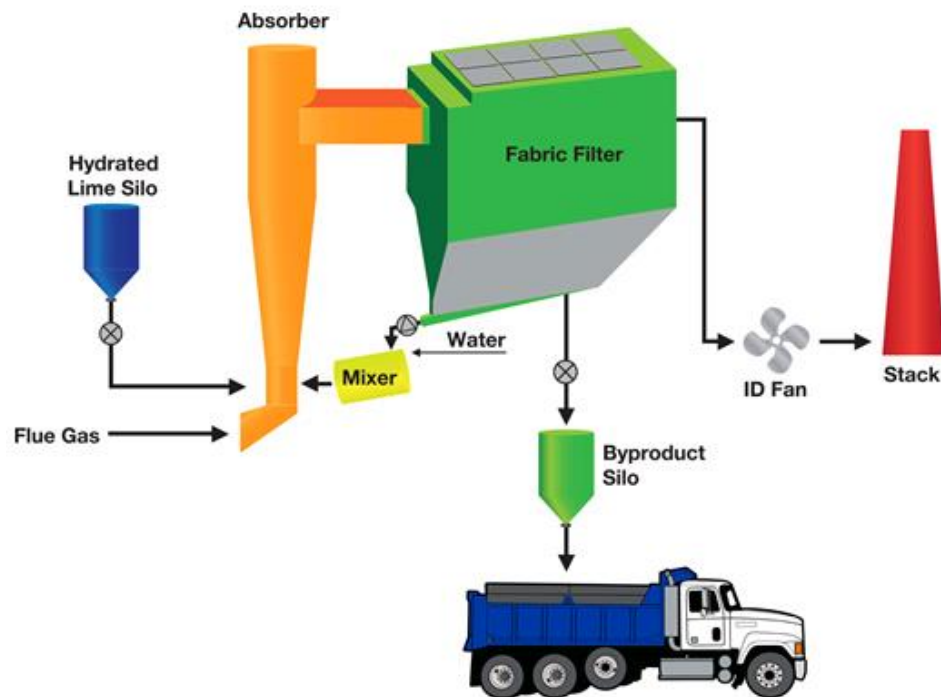 Absorber
Hydrated
Lime Silo
Fabric Filter
Water
Mixer
ID Fan
Stack
Flue Gas
Byproduct
Silo